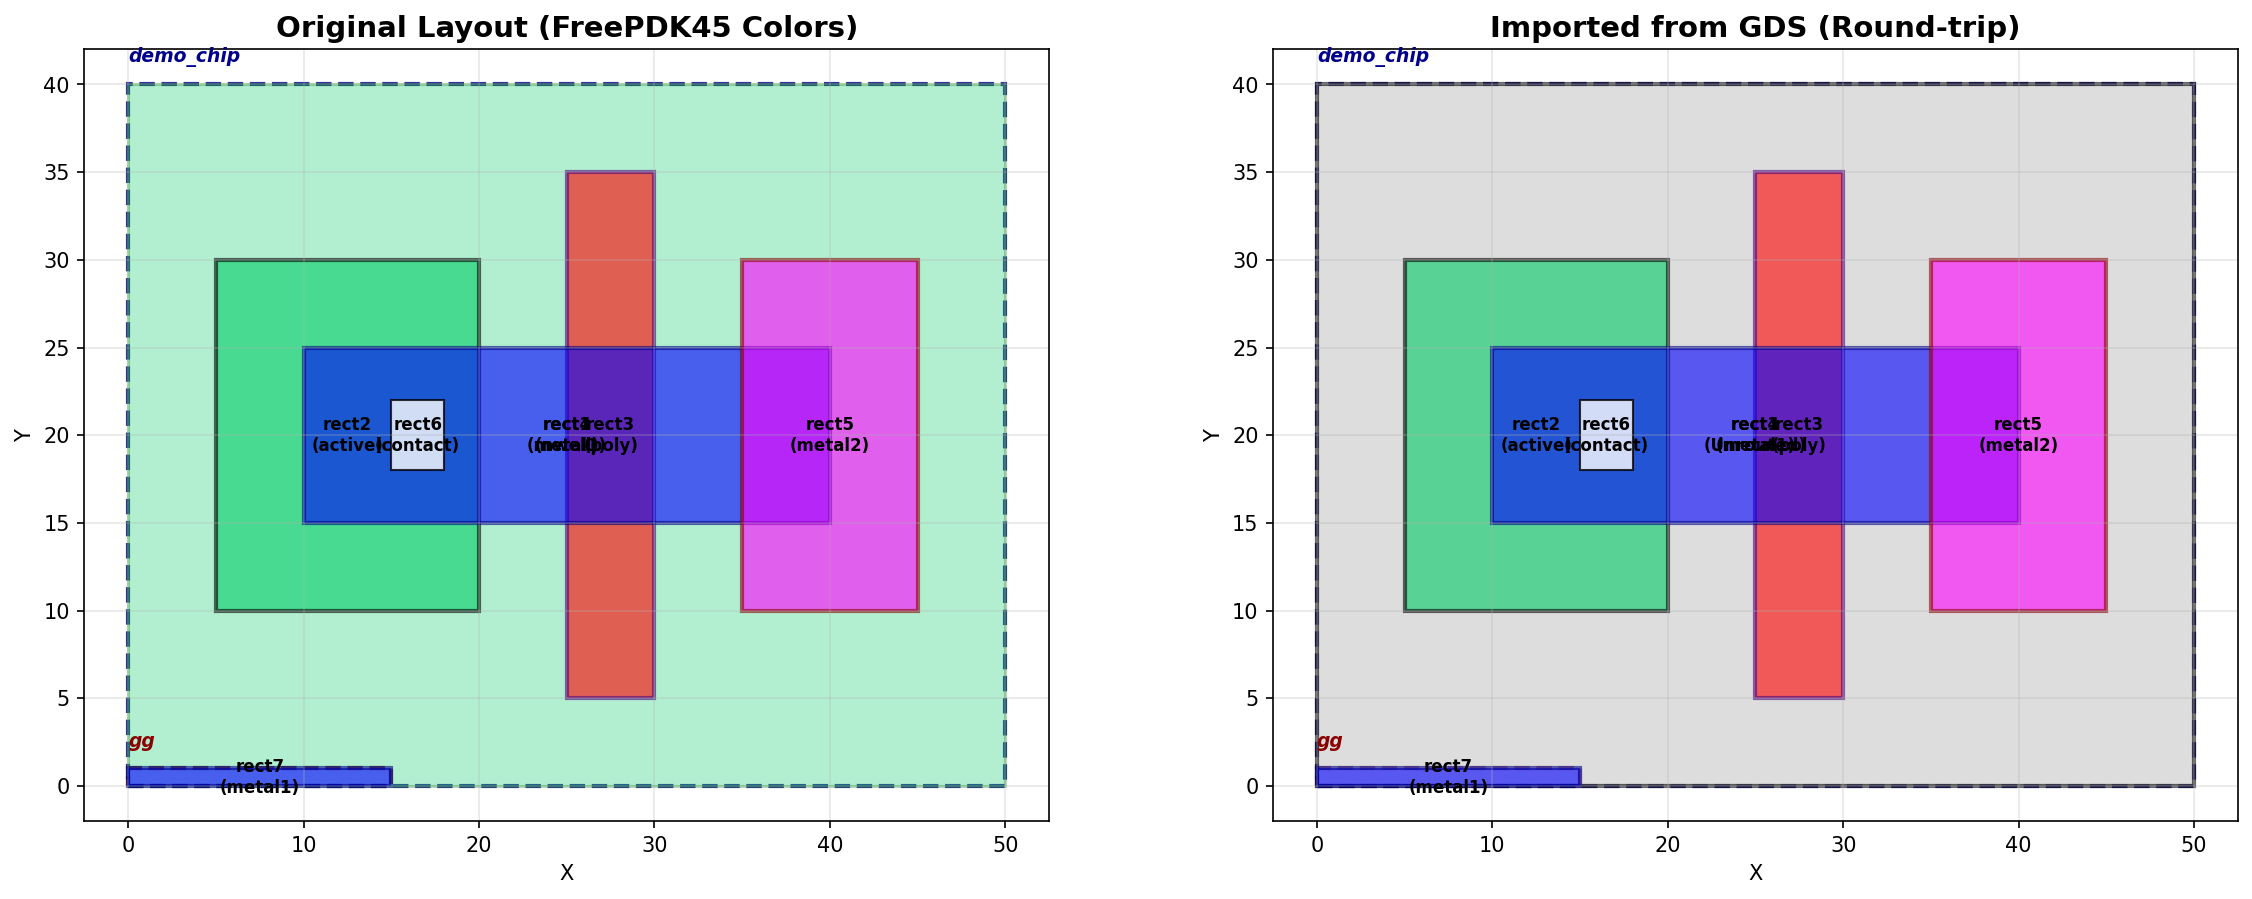 Original Layout (FreePDK45 Colors)
demo_chip
40
35
30
25
20
15
10
5
0
Y
rect2
(active)
rect6
(contact)
rect3
rect5
(metal2)
gg
rect7
(metal1)
0
10
20
30
40
50
X
Imported from GDS (Round-trip)
demo_chip
40
35
30
25
20
15
10
5
0
Y
rect2
(active)
rect6
(contact)
rect3
rect5
(metal2)
gg
rect7
(metal1)
0
10
20
30
40
50
X